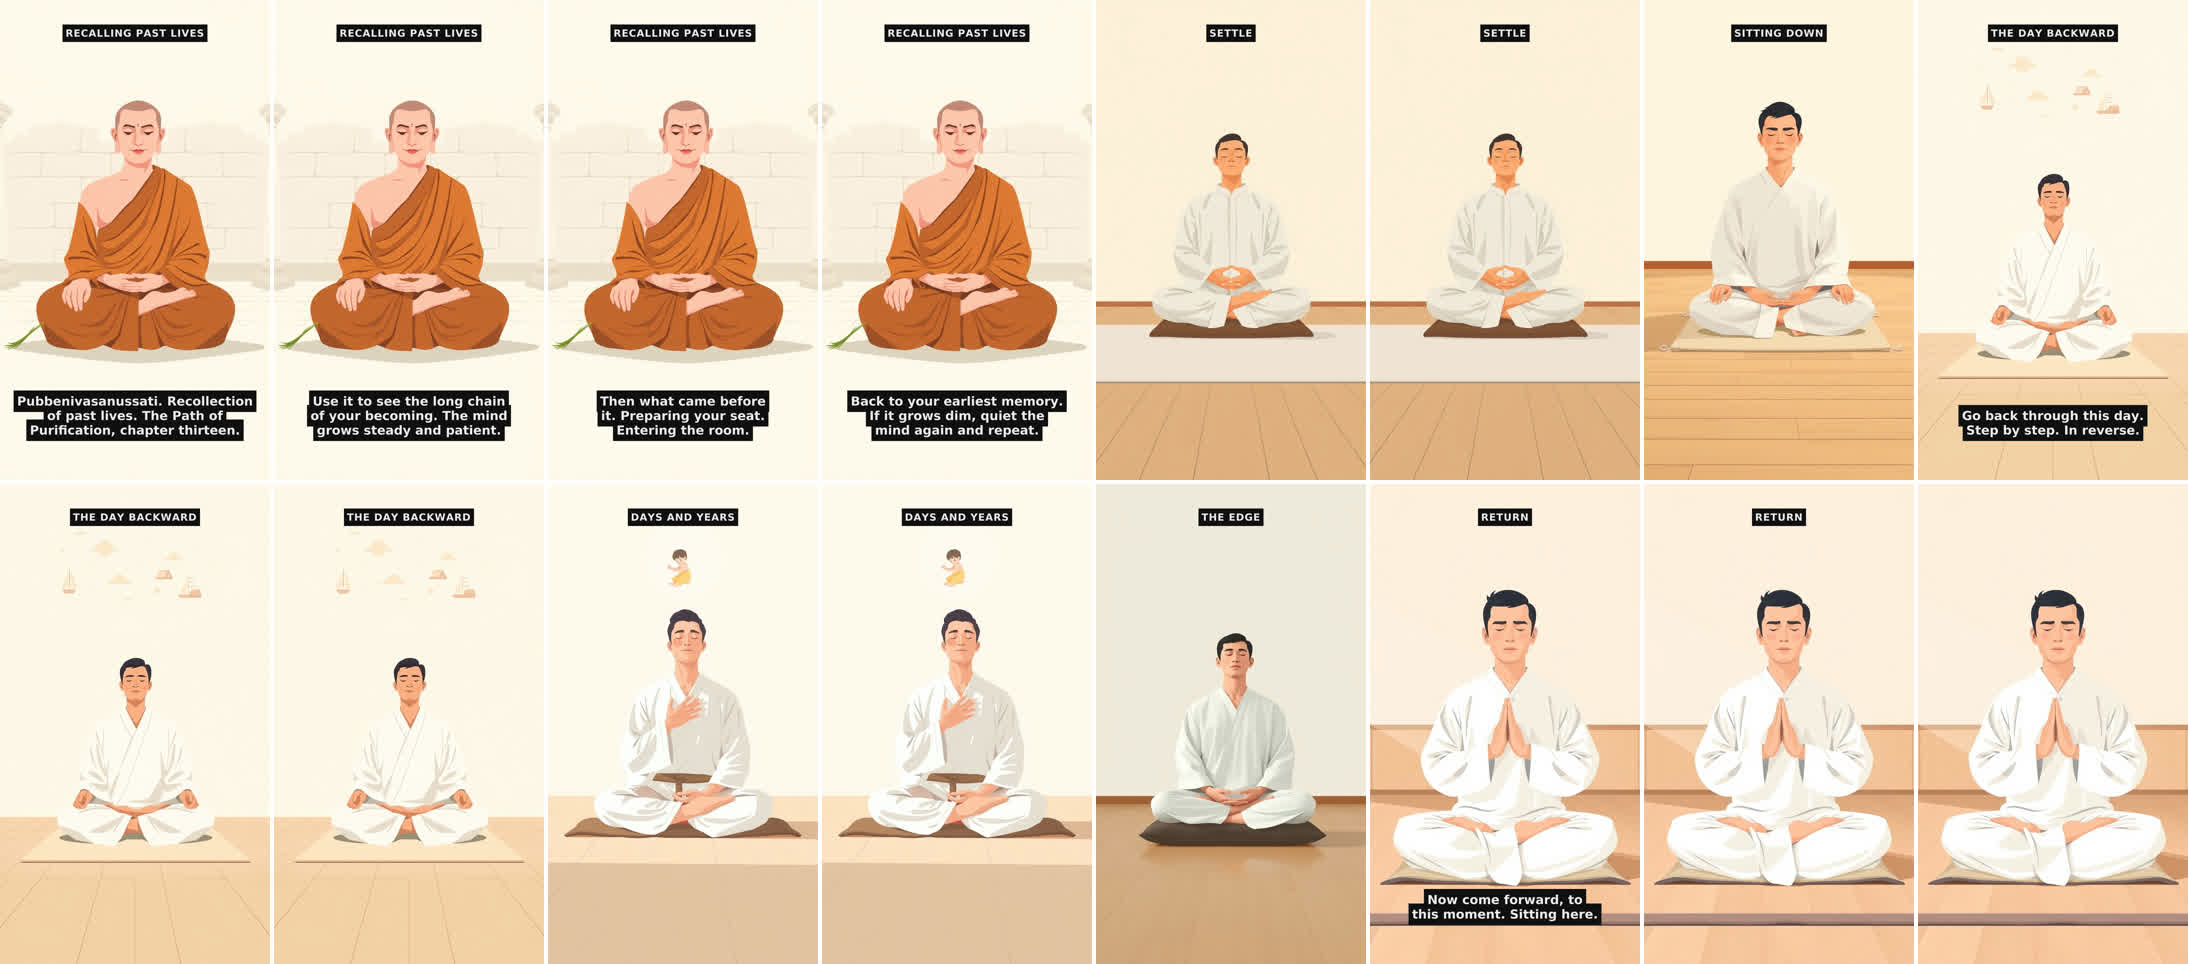 RECALLING PAST LIVES
Pubbenivasanussati. Recollection
of past lives. The Path of
Purification, chapter thirteen.
RECALLING PAST LIVES
Use it to see the long chain
of your becoming. The mind
grows steady and patient.
RECALLING PAST LIVES
Then what came before
it. Preparing your seat.
Entering the room.
RECALLING PAST LIVES
Back to your earliest memory.
If it grows dim, quiet the
mind again and repeat.
SETTLE
SETTLE
SITTING DOWN
THE DAY BACKWARD
Go back through this day.
Step by step. In reverse.
THE DAY BACKWARD
THE DAY BACKWARD
DAYS AND YEARS
DAYS AND YEARS
THE EDGE
RETURN
Now come forward, to
this moment. Sitting here.
RETURN